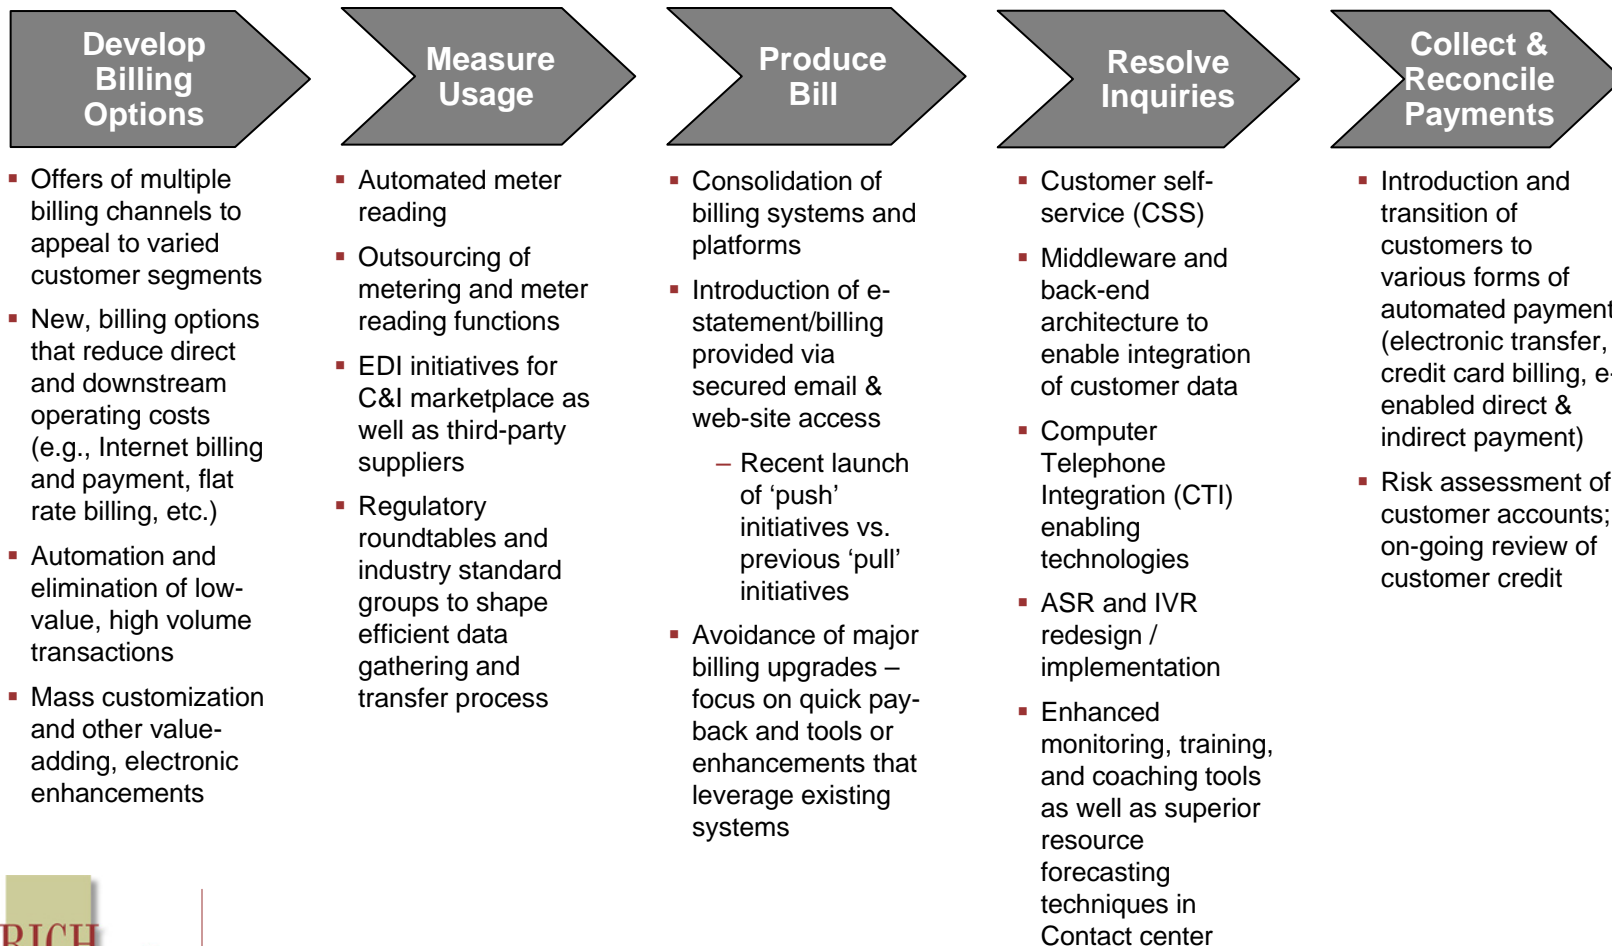 Develop
Billing
Options
▪ Offers of multiple
billing channels to
appeal to varied
customer segments
▪ New, billing options
that reduce direct
and downstream
operating costs
(e.g., Internet billing
and payment, flat
rate billing, etc.)
▪ Automation and
elimination of low-
value, high volume
transactions
▪ Mass customization
and other value-
adding, electronic
enhancements
Measure
Usage
▪ Automated meter
reading
▪ Outsourcing of
metering and meter
reading functions
▪ EDI initiatives for
C&I marketplace as
well as third-party
suppliers
▪ Regulatory
roundtables and
industry standard
groups to shape
efficient data
gathering and
transfer process
Produce
Bill
▪ Consolidation of
billing systems and
platforms
▪ Introduction of e-
statement/billing
provided via
secured email &
web-site access
– Recent launch
of ‘push’
initiatives vs.
previous ‘pull’
initiatives
▪ Avoidance of major
billing upgrades –
focus on quick pay-
back and tools or
enhancements that
leverage existing
systems
Resolve
Inquiries
▪ Customer self-
service (CSS)
▪ Middleware and
back-end
architecture to
enable integration
of customer data
▪ Computer
Telephone
Integration (CTI)
enabling
technologies
▪ ASR and IVR
redesign /
implementation
▪ Enhanced
monitoring, training,
and coaching tools
as well as superior
resource
forecasting
techniques in
Contact center
Collect &
Reconcile
Payments
▪ Introduction and
transition of
customers to
various forms of
automated payment
(electronic transfer,
credit card billing, e-
enabled direct &
indirect payment)
▪ Risk assessment of
customer accounts;
on-going review of
customer credit
RICH